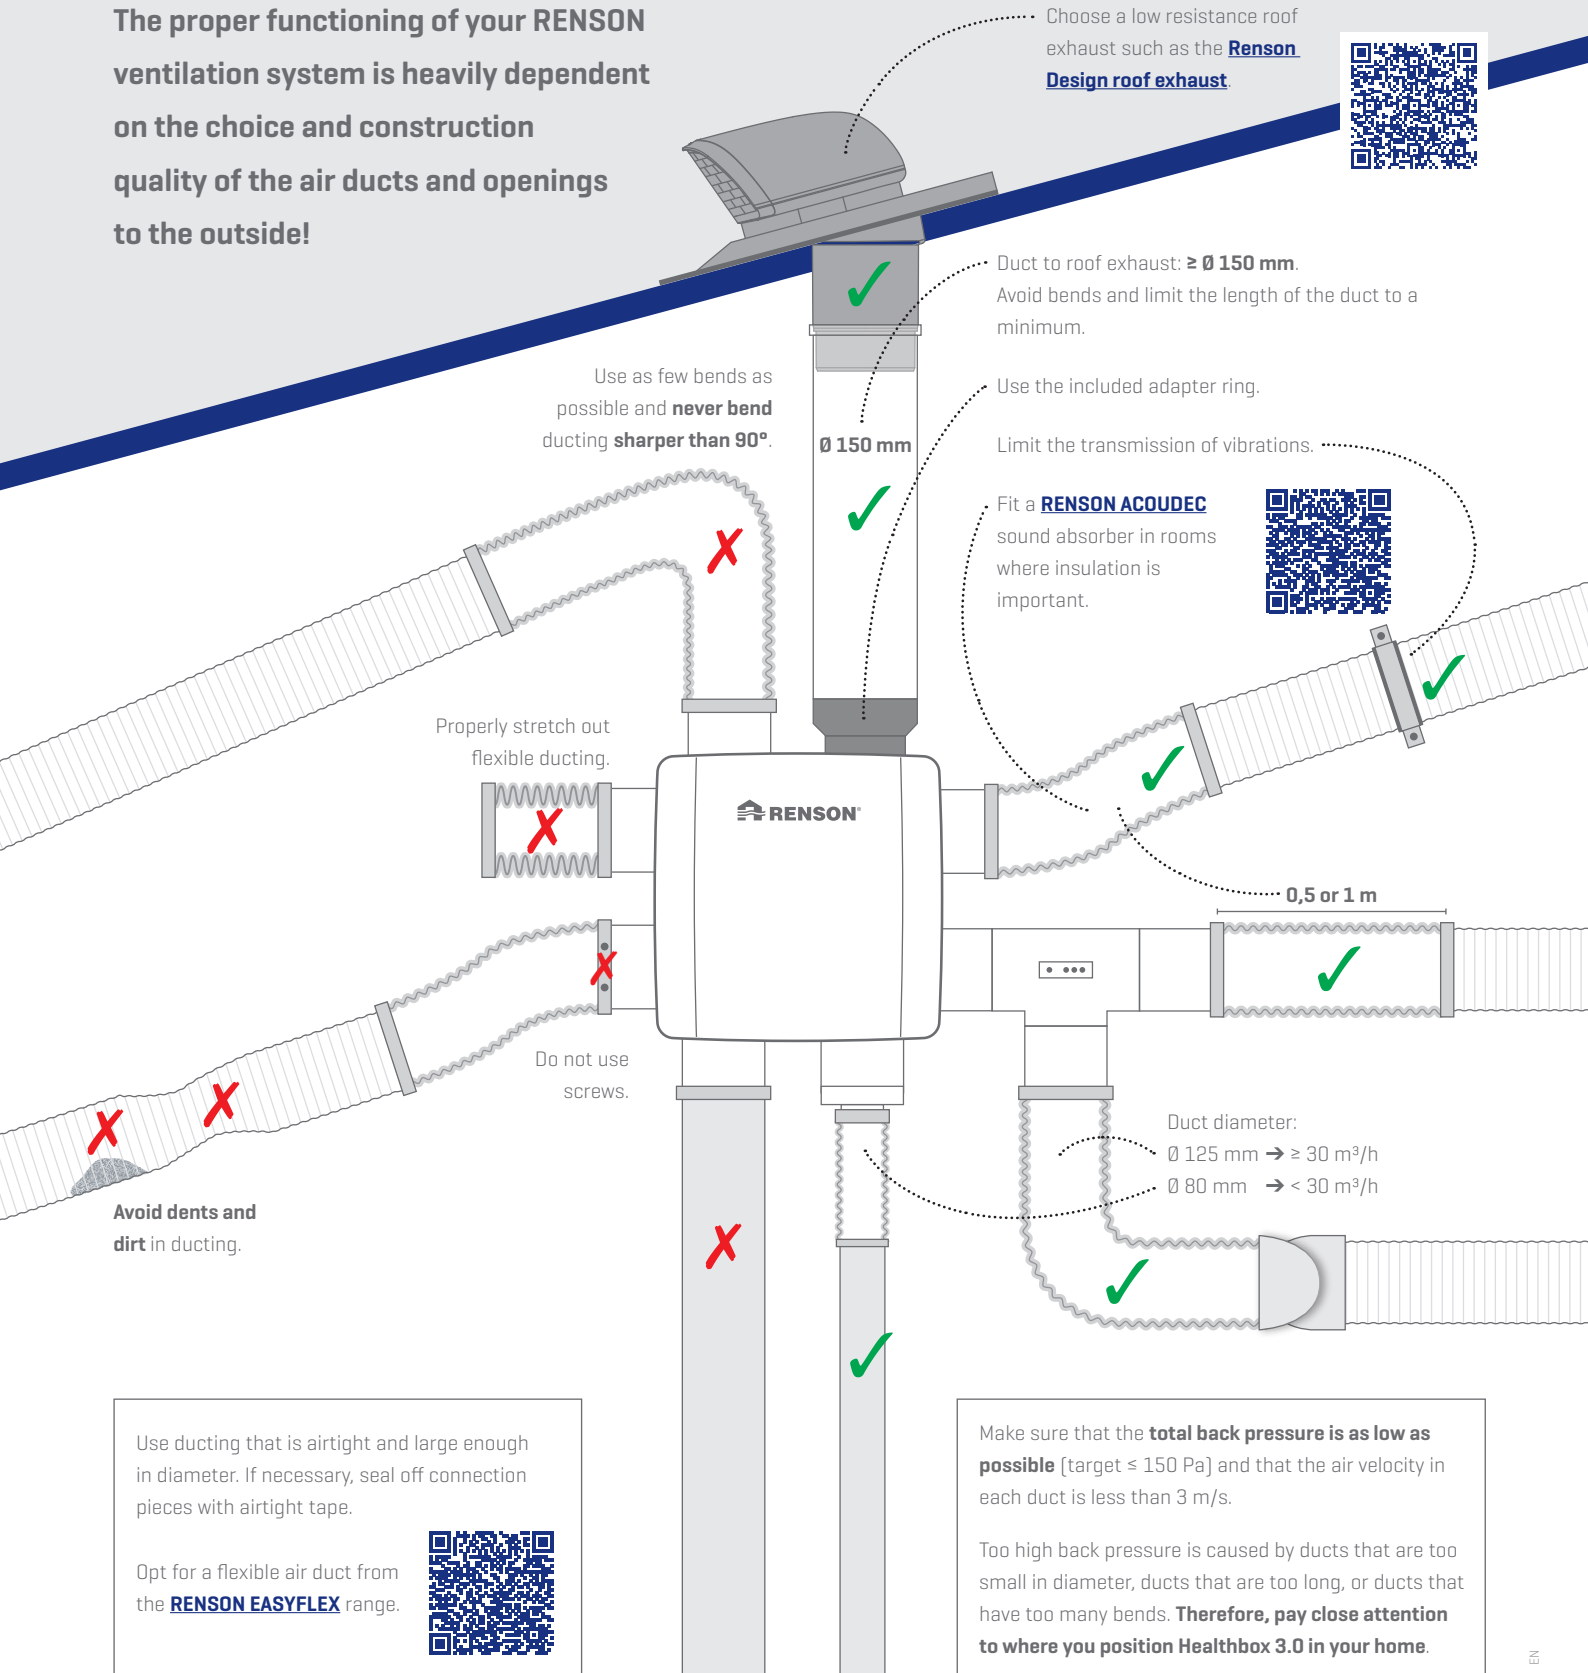 The proper functioning of your RENSON
ventilation system is heavily dependent
on the choice and construction
quality of the air ducts and openings
to the outside!
Choose a low resistance roof
exhaust such as the Renson
Design roof exhaust.
Duct to roof exhaust: ≥ Ø 150 mm.
Avoid bends and limit the length of the duct to a
minimum.
Use as few bends as
possible and never bend
ducting sharper than 90°.
Use the included adapter ring.
Ø 150 mm
Limit the transmission of vibrations.
Fit a RENSON ACOUDEC
sound absorber in rooms
where insulation is
important.
Properly stretch out
flexible ducting.
RENSON®
0,5 or 1 m
Do not use
screws.
Duct diameter:
Ø 125 mm ➔ ≥ 30 m³/h
Ø 80 mm ➔ < 30 m³/h
Avoid dents and
dirt in ducting.
Use ducting that is airtight and large enough
in diameter. If necessary, seal off connection
pieces with airtight tape.
Opt for a flexible air duct from
the RENSON EASYFLEX range.
Make sure that the total back pressure is as low as
possible (target ≤ 150 Pa) and that the air velocity in
each duct is less than 3 m/s.
Too high back pressure is caused by ducts that are too
small in diameter, ducts that are too long, or ducts that
have too many bends. Therefore, pay close attention
to where you position Healthbox 3.0 in your home.
EN